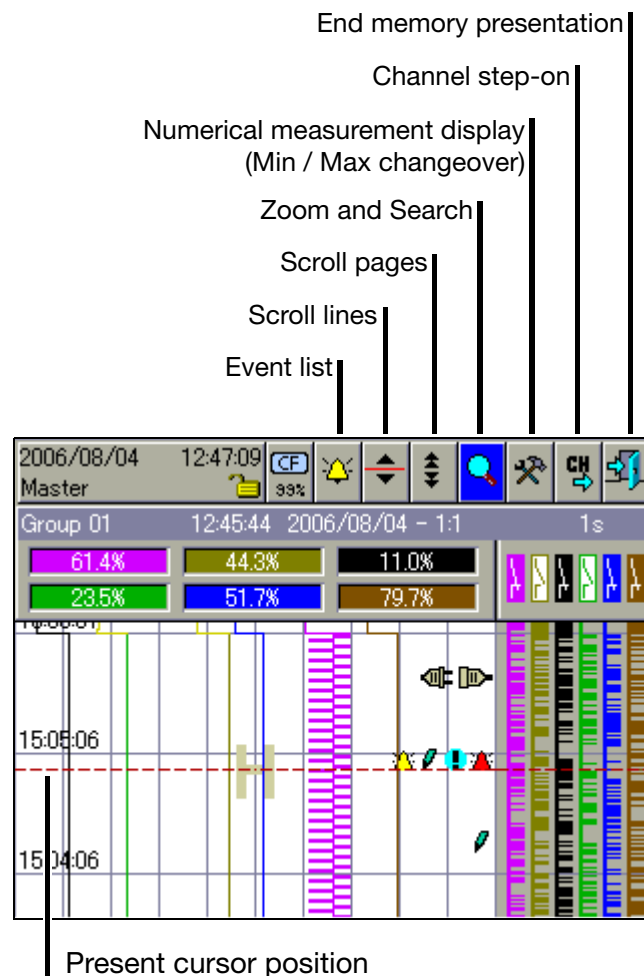 End memory presentation
Channel step-on
Numerical measurement display
(Min / Max changeover)
Zoom and Search
Scroll pages
Scroll lines
Event list
2006/08/04 12:47:09 CF CH
Master 99%
Group 01 12:45:44 2006/08/04 - 1:1 1s
61.4% 44.3% 11.0%
23.5% 51.7% 79.7%
15:05:06
H
15:04:06
Present cursor position